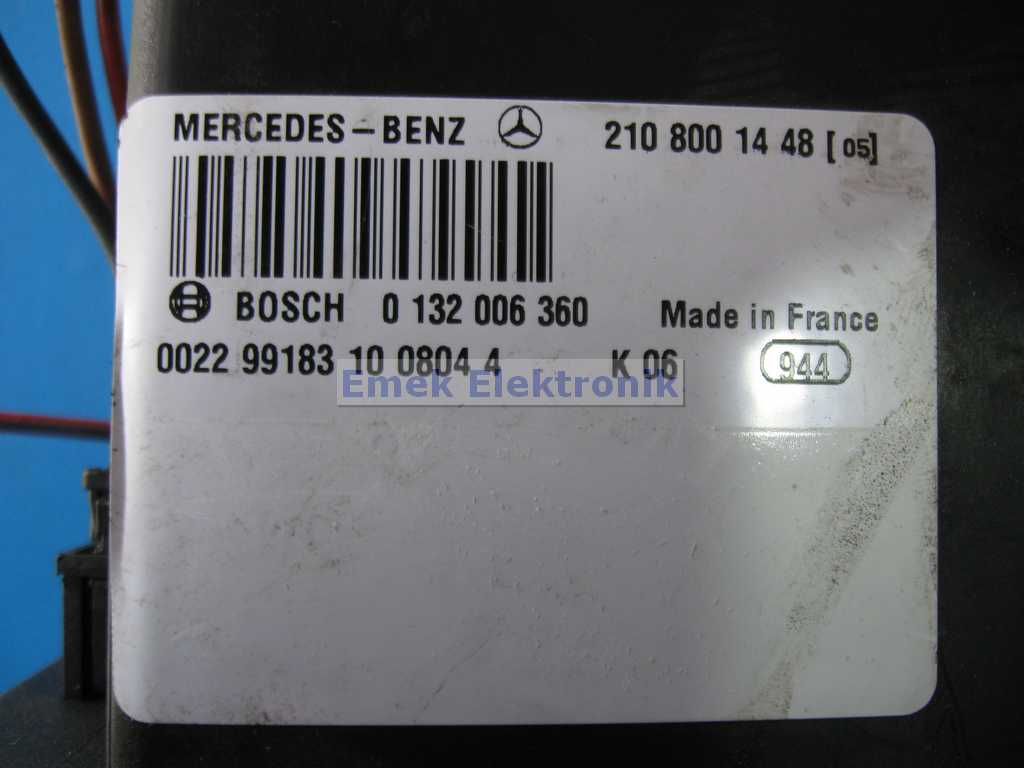 MERCEDES-BENZ 210 800 14 48 [05]
BOSCH 0 132 006 360 Made in France
0022 99183 10 0804 4 K 06 944
Emek Elektronik